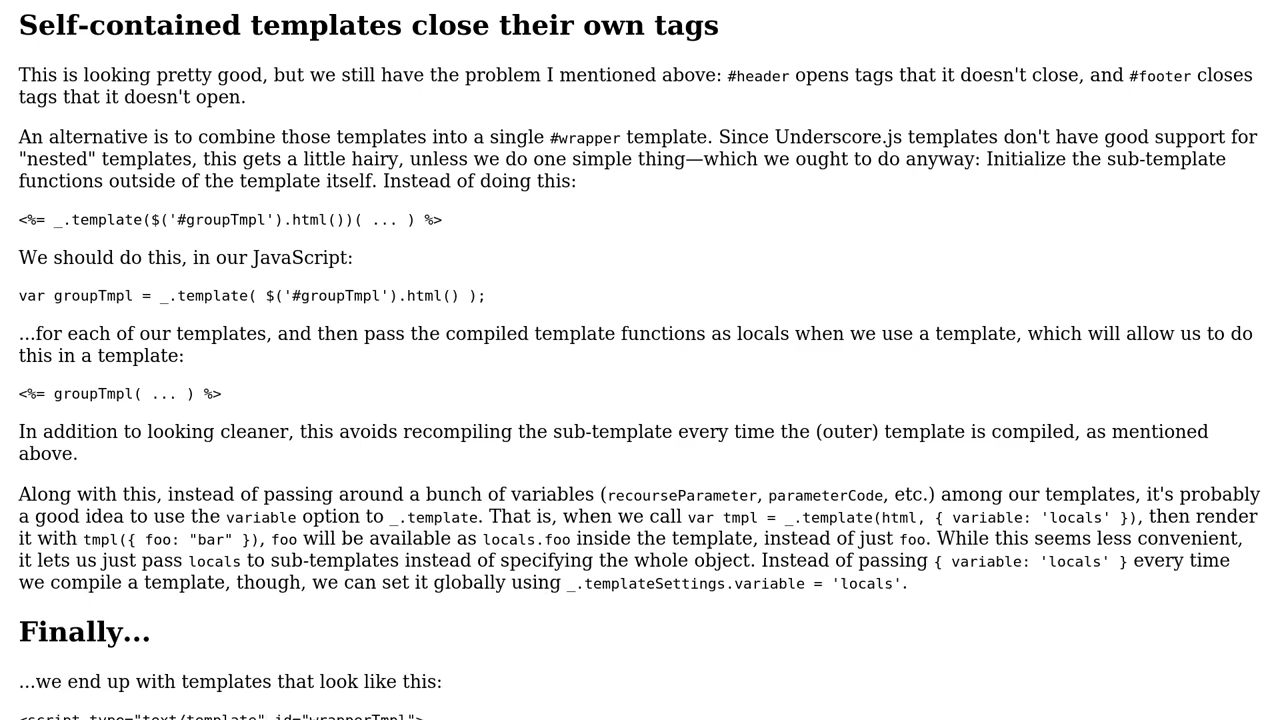 Self-contained templates close their own tags
This is looking pretty good, but we still have the problem I mentioned above: #header opens tags that it doesn't close, and #footer closes
tags that it doesn't open.
An alternative is to combine those templates into a single #wrapper template. Since Underscore.js templates don't have good support for
"nested" templates, this gets a little hairy, unless we do one simple thing—which we ought to do anyway: Initialize the sub-template
functions outside of the template itself. Instead of doing this:
<%= _.template($('#groupTmpl').html())( ... ) %>
We should do this, in our JavaScript:
var groupTmpl = _.template( $('#groupTmpl').html() );
...for each of our templates, and then pass the compiled template functions as locals when we use a template, which will allow us to do
this in a template:
<%= groupTmpl( ... ) %>
In addition to looking cleaner, this avoids recompiling the sub-template every time the (outer) template is compiled, as mentioned
above.
Along with this, instead of passing around a bunch of variables (recourseParameter, parameterCode, etc.) among our templates, it's probably
a good idea to use the variable option to _.template. That is, when we call var tmpl = _.template(html, { variable: 'locals' }), then render
it with tmpl({ foo: "bar" }), foo will be available as locals.foo inside the template, instead of just foo. While this seems less convenient,
it lets us just pass locals to sub-templates instead of specifying the whole object. Instead of passing { variable: 'locals' } every time
we compile a template, though, we can set it globally using _.templateSettings.variable = 'locals'.
Finally...
...we end up with templates that look like this:
<script type="text/template" id="wrapperTmpl">